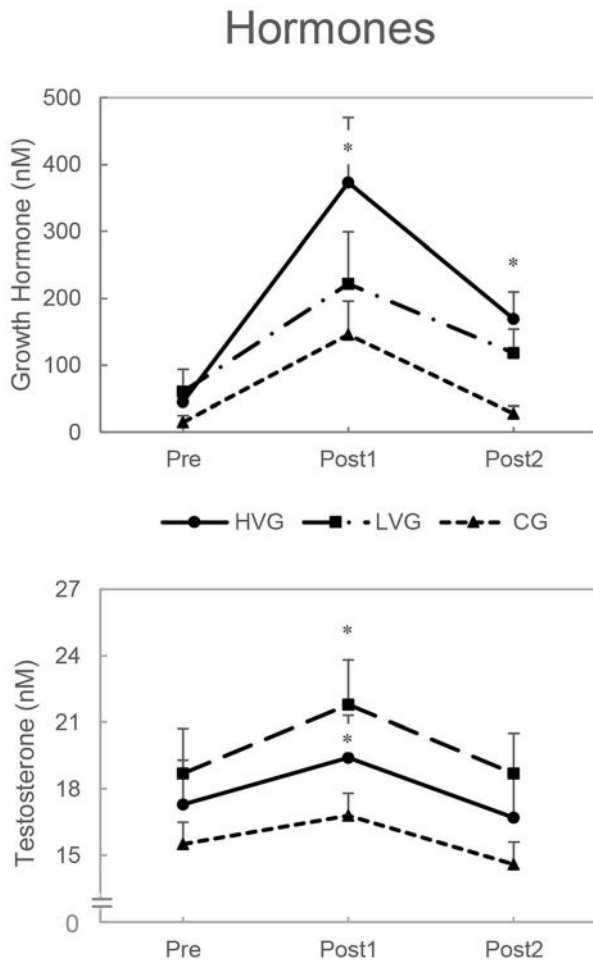 Hormones
Growth Hormone (nM)
500
400
300
200
100
0
*
*
Pre Post1 Post2
HVG LVG CG
Testosterone (nM)
27
24
21
18
15
0
*
*
Pre Post1 Post2